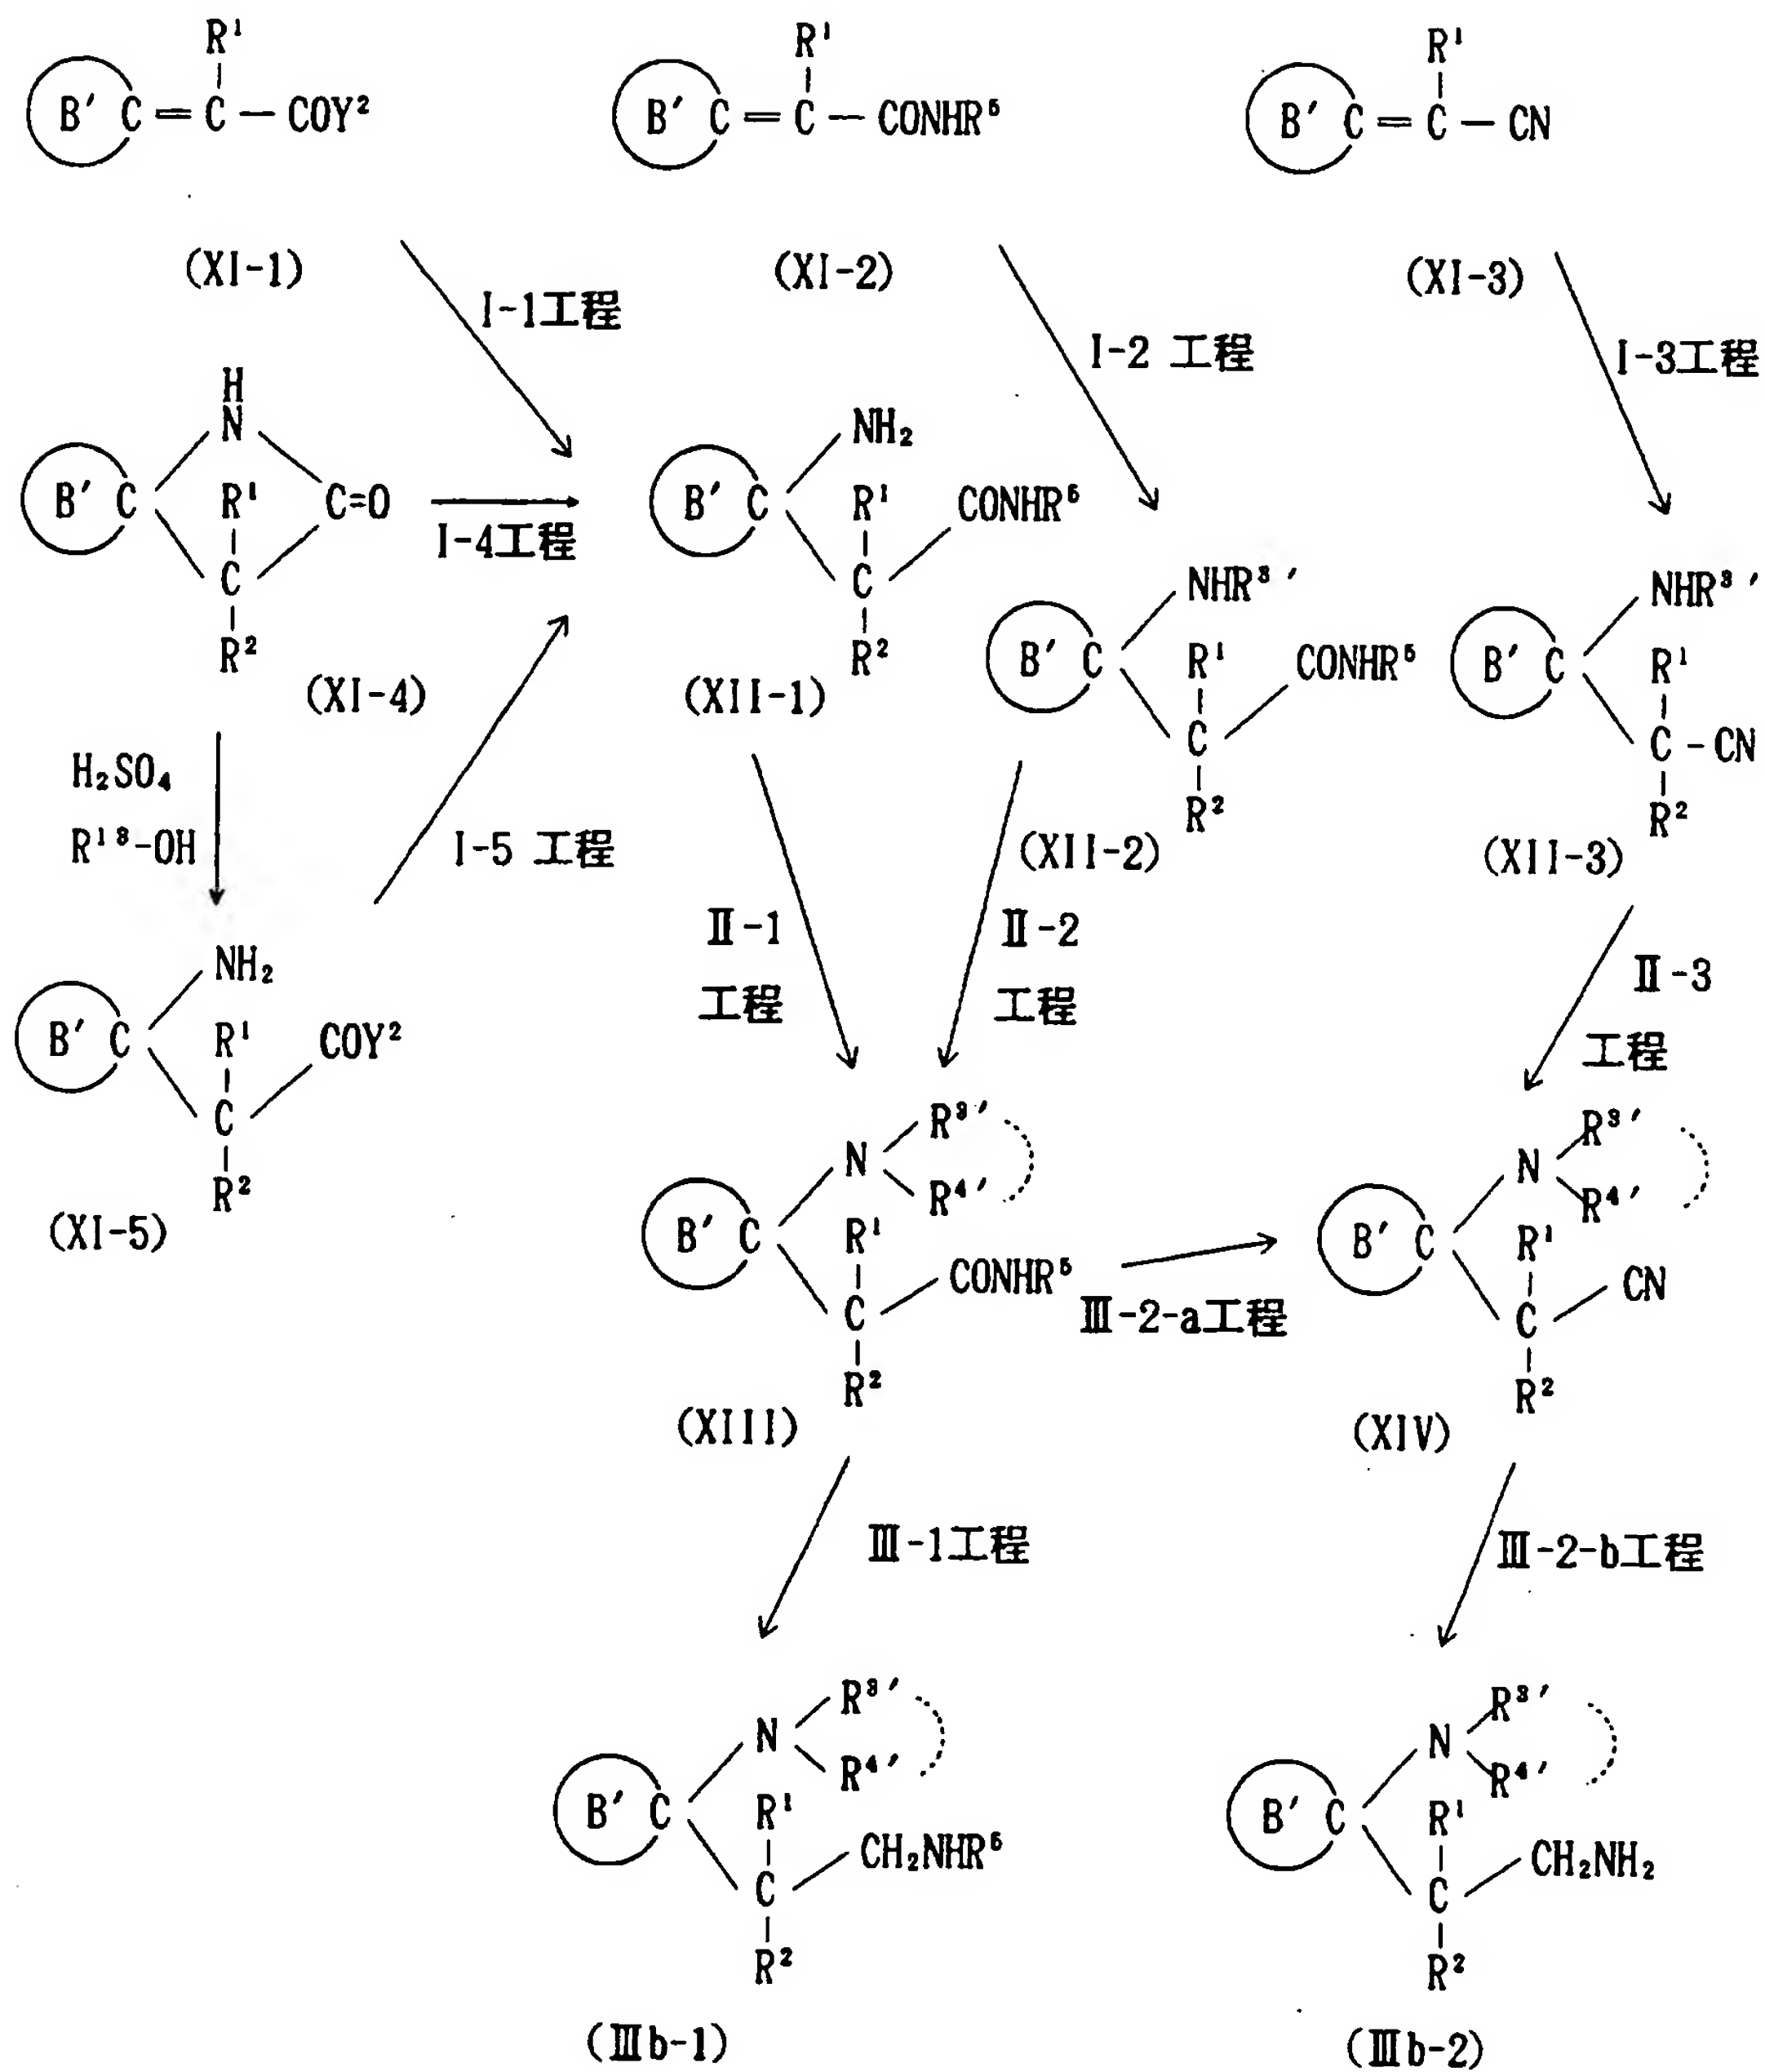 R¹ R¹ R¹
B′ C = C — COY² B′ C = C — CONHR⁵ B′ C = C — CN
(XI-1) (XI-2) (XI-3)
I-1工程 I-2 工程 I-3工程
H
N NH₂
B′ C R¹ C=O B′ C R¹ CONHR⁵
I-4工程
C C
R² R²
(XI-4) (XII-1)
NHR³′ NHR³′
B′ C R¹ CONHR⁵ B′ C R¹
C C - CN
R² R²
(XII-2) (XII-3)
H₂SO₄
R¹³-OH
I-5 工程
II-1
工程
II-2
工程
II-3
工程
NH₂
B′ C R¹ COY²
C
R²
(XI-5)
R³′ R³′
N N
R⁴′ R⁴′
B′ C R¹ B′ C R¹
CONHR⁵ CN
III-2-a工程
C C
R² R²
(XIII) (XIV)
III-1工程 III-2-b工程
R³′ R³′
N N
R⁴′ R⁴′
B′ C R¹ B′ C R¹
CH₂NHR⁵ CH₂NH₂
C C
R² R²
(IIIb-1) (IIIb-2)